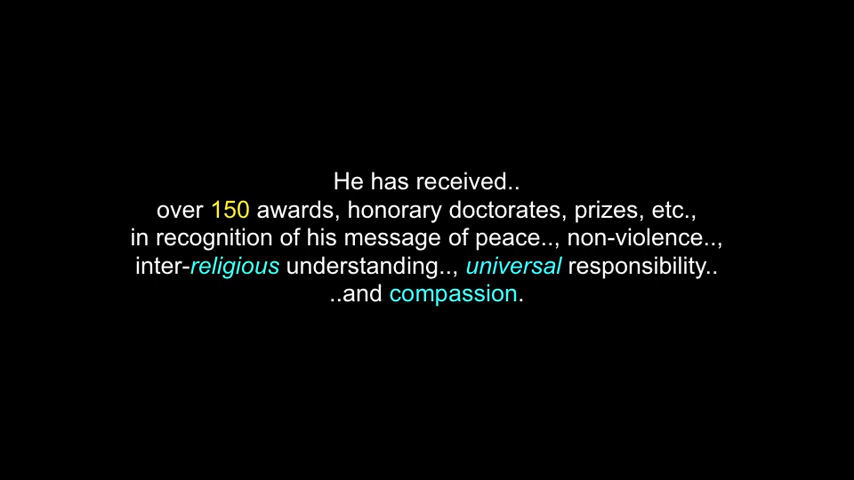 He has received..
over 150 awards, honorary doctorates, prizes, etc.,
in recognition of his message of peace.., non-violence..,
inter-religious understanding.., universal responsibility..
..and compassion.